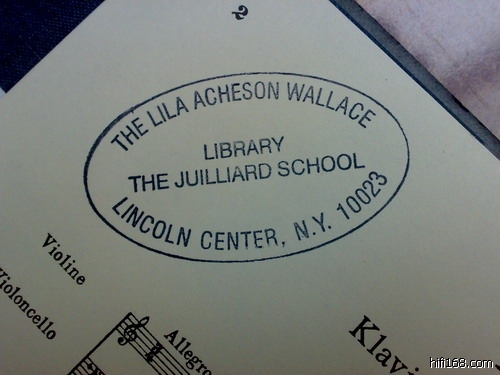 2
THE LILA ACHESON WALLACE
LIBRARY
THE JUILLIARD SCHOOL
LINCOLN CENTER, N.Y. 10023
Violine
Violoncello
Allegro
Klavi
hifi168.com